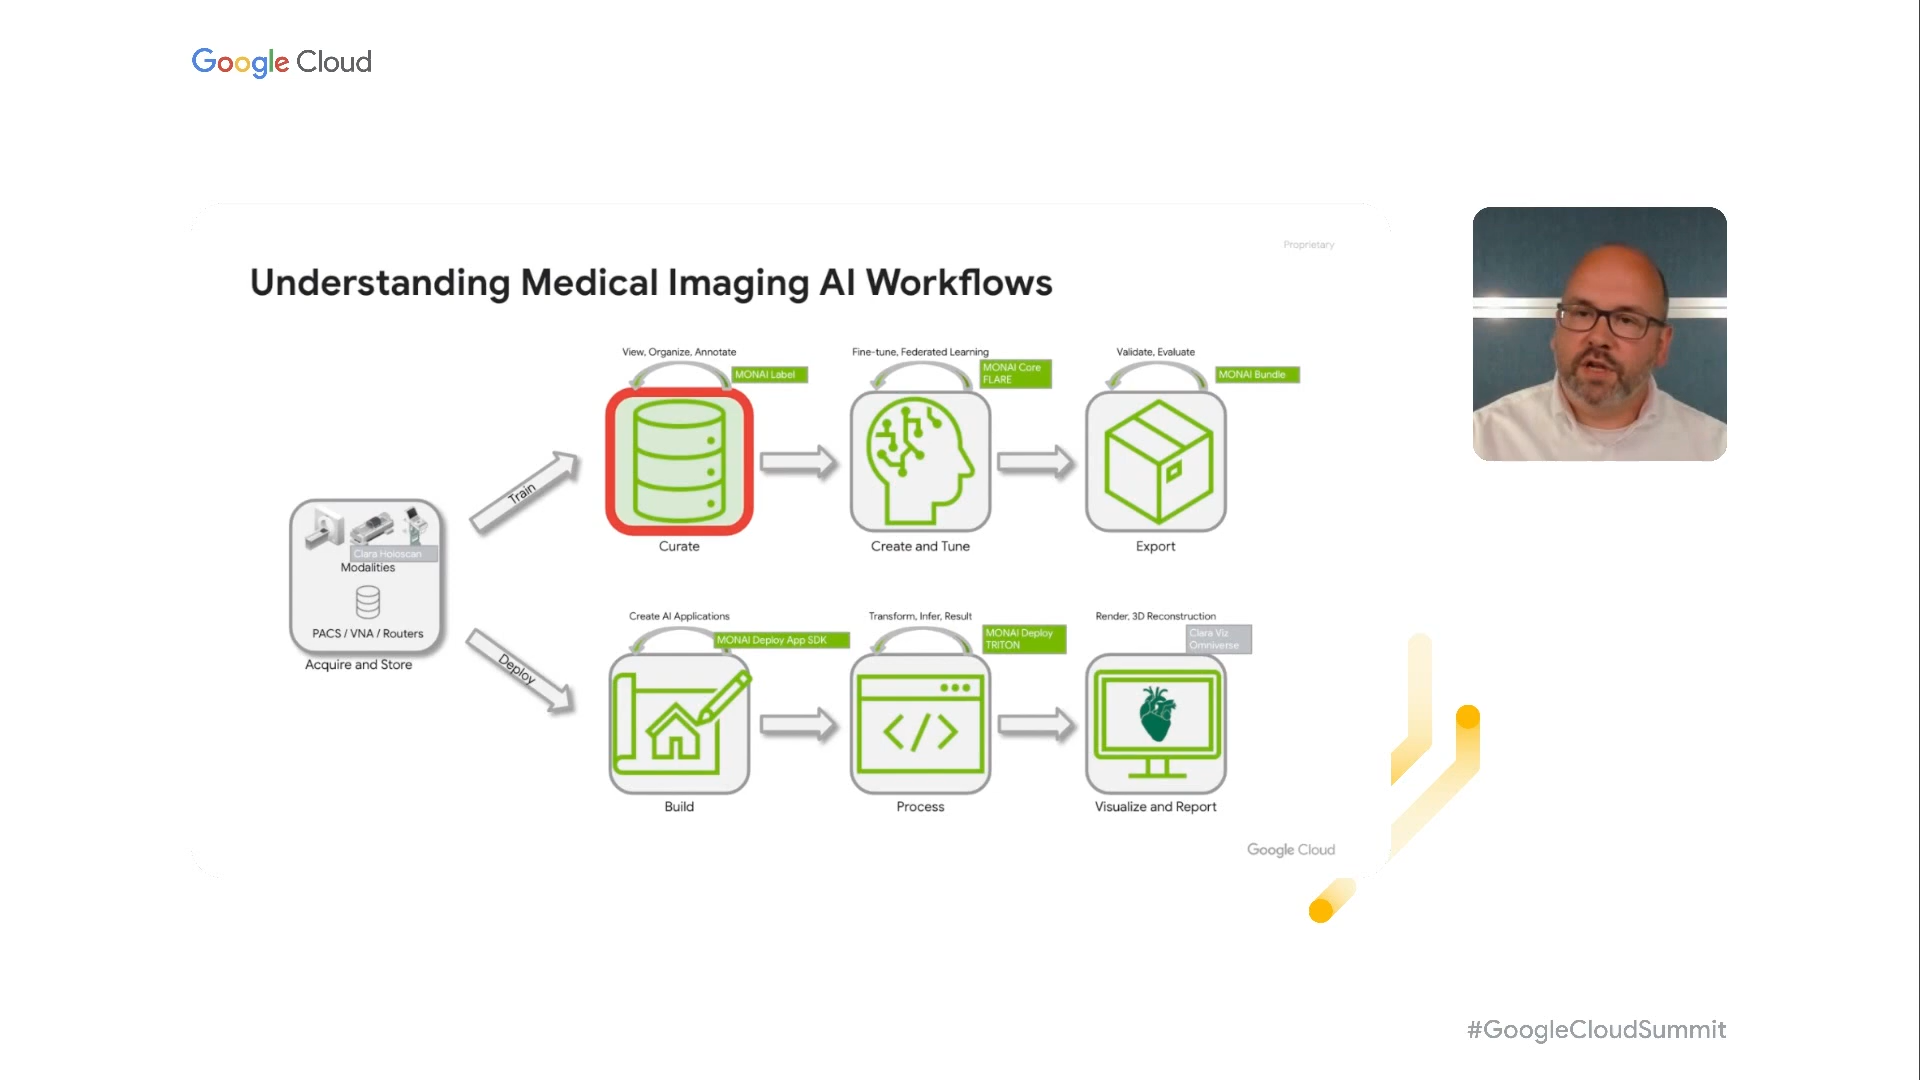 Google Cloud
Proprietary
Understanding Medical Imaging AI Workflows
View, Organize, Annotate
MONAI Label
Fine-tune, Federated Learning
MONAI Core
FLARE
Validate, Evaluate
MONAI Bundle
Train
Curate
Create and Tune
Export
Clara Holoscan
Modalities
PACS / VNA / Routers
Acquire and Store
Deploy
Create AI Applications
MONAI Deploy App SDK
Transform, Infer, Result
MONAI Deploy
TRITON
Render, 3D Reconstruction
Clara Viz
Omniverse
Build
Process
Visualize and Report
Google Cloud
#GoogleCloudSummit